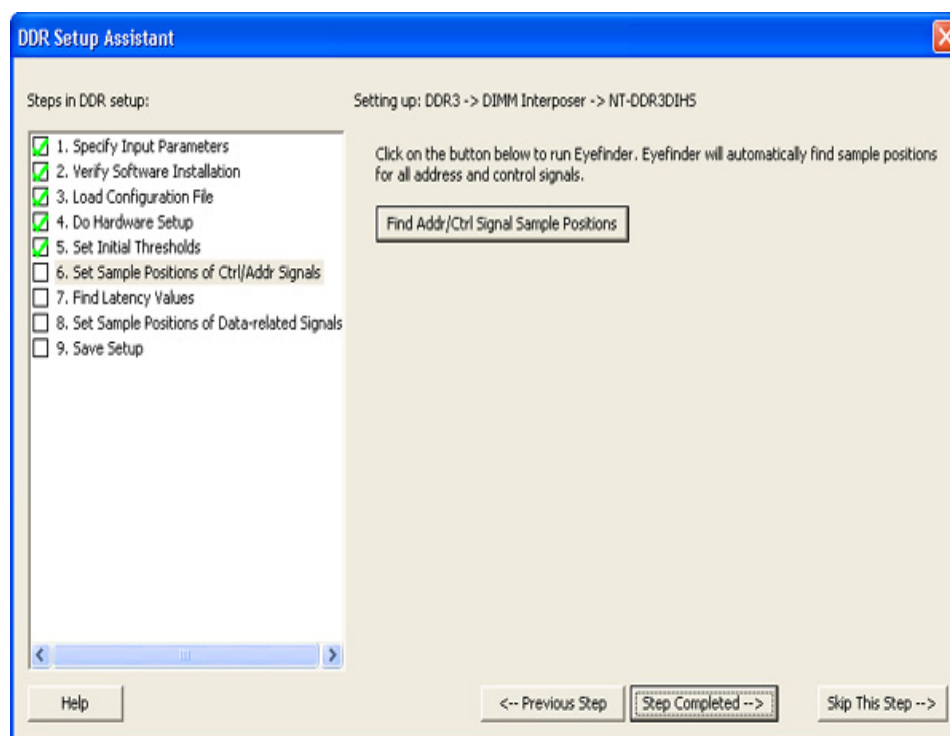 DDR Setup Assistant
Steps in DDR setup:
Setting up: DDR3 -> DIMM Interposer -> NT-DDR3DIHS
1. Specify Input Parameters
2. Verify Software Installation
3. Load Configuration File
4. Do Hardware Setup
5. Set Initial Thresholds
6. Set Sample Positions of Ctrl/Addr Signals
7. Find Latency Values
8. Set Sample Positions of Data-related Signals
9. Save Setup
Click on the button below to run Eyefinder. Eyefinder will automatically find sample positions
for all address and control signals.
Find Addr/Ctrl Signal Sample Positions
Help
<-- Previous Step
Step Completed -->
Skip This Step -->